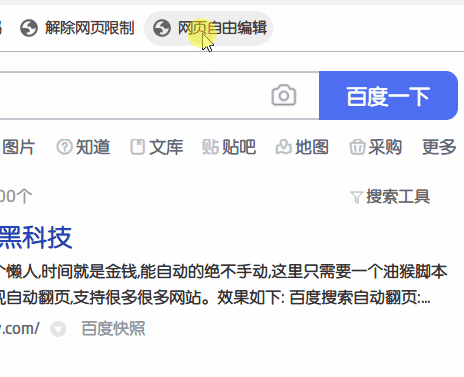 解除网页限制 网页自由编辑
百度一下
图片 知道 文库 贴 贴吧 地图 采购 更多
00个 搜索工具
黑科技
个懒人,时间就是金钱,能自动的绝不手动,这里只需要一个油猴脚本
现自动翻页,支持很多很多网站。效果如下: 百度搜索自动翻页:...
.com/ 百度快照